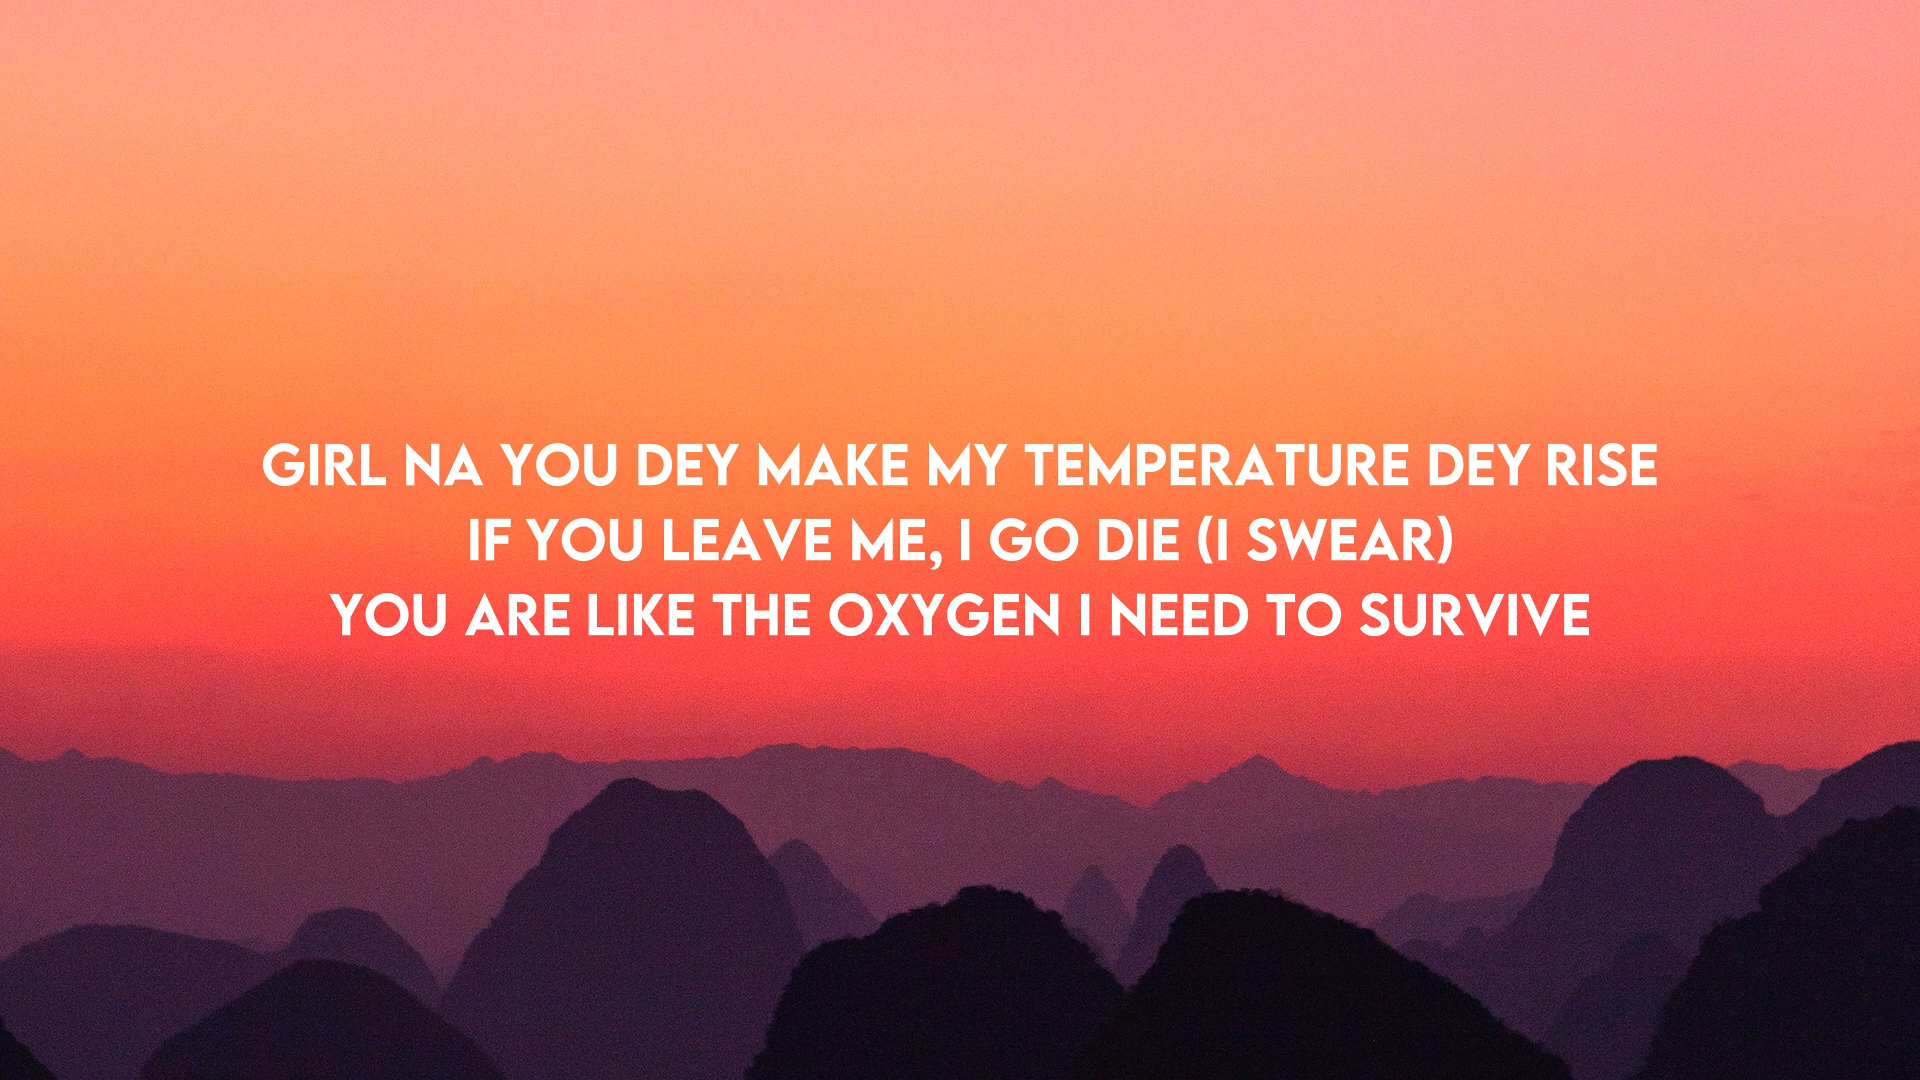 GIRL NA YOU DEY MAKE MY TEMPERATURE DEY RISE
IF YOU LEAVE ME, I GO DIE (I SWEAR)
YOU ARE LIKE THE OXYGEN I NEED TO SURVIVE